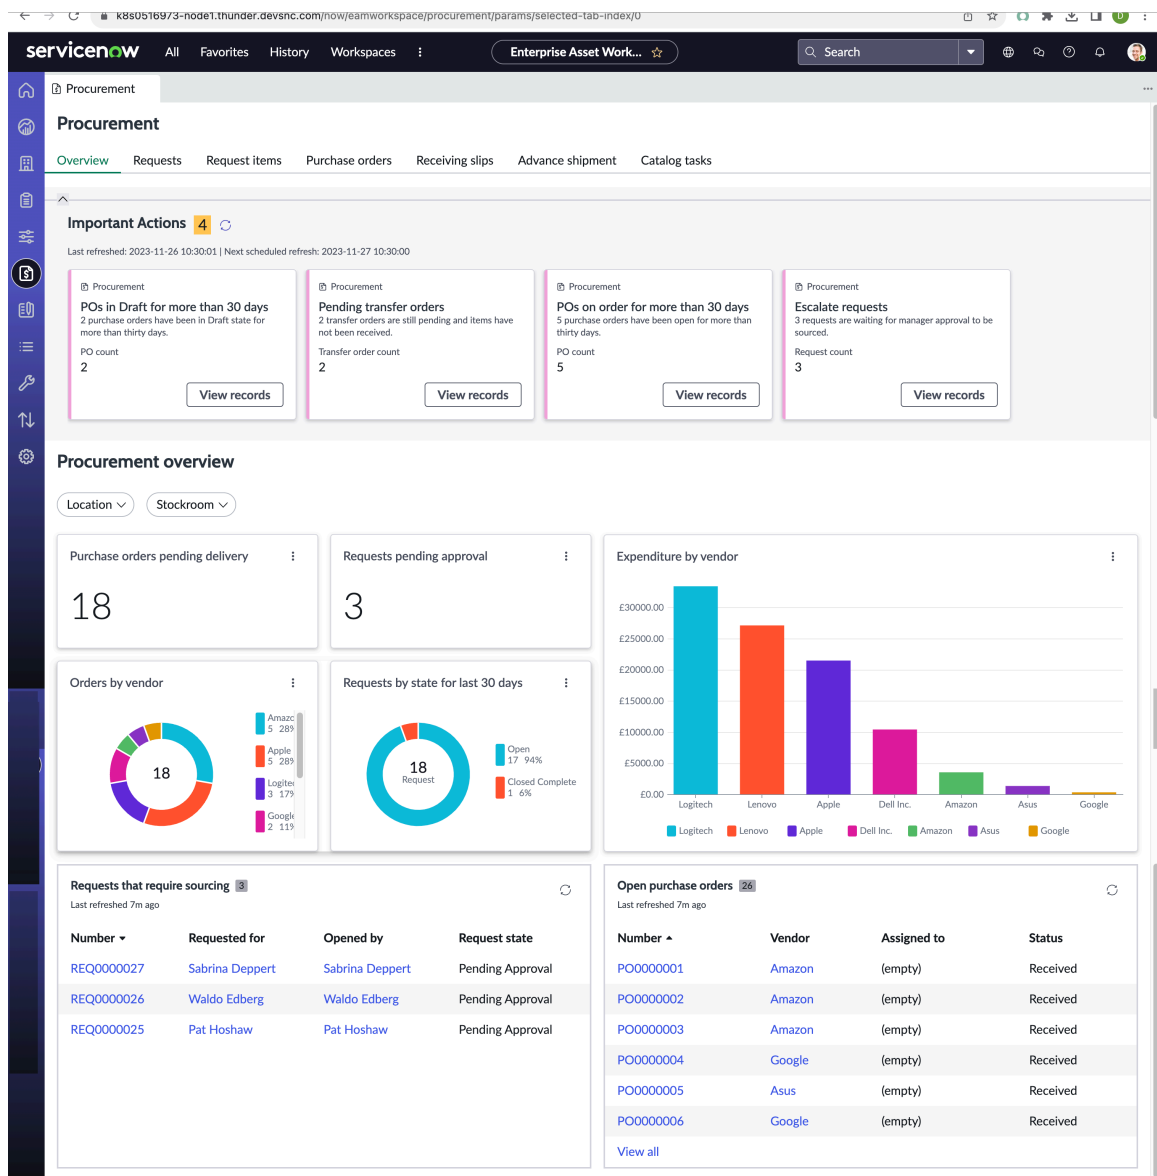 k8s0516973-node1.thunder.devsnc.com/now/eamworkspace/procurement/params/selected-tab-index/0
D
servicenow
All
Favorites
History
Workspaces
Enterprise Asset Work...
Search
Procurement
Procurement
Overview
Requests
Request items
Purchase orders
Receiving slips
Advance shipment
Catalog tasks
Important Actions 4
Last refreshed: 2023-11-26 10:30:01 | Next scheduled refresh: 2023-11-27 10:30:00
Procurement
POs in Draft for more than 30 days
2 purchase orders have been in Draft state for
more than thirty days.
PO count
2
View records
Procurement
Pending transfer orders
2 transfer orders are still pending and items have
not been received.
Transfer order count
2
View records
Procurement
POs on order for more than 30 days
5 purchase orders have been open for more than
thirty days.
PO count
5
View records
Procurement
Escalate requests
3 requests are waiting for manager approval to be
sourced.
Request count
3
View records
Procurement overview
Location
Stockroom
Purchase orders pending delivery
18
Requests pending approval
3
Expenditure by vendor
£30000.00
£25000.00
£20000.00
£15000.00
£10000.00
£5000.00
£0.00
Logitech Lenovo Apple Dell Inc. Amazon Asus Google
Logitech Lenovo Apple Dell Inc. Amazon Asus Google
Orders by vendor
18
Amazo
5 28%
Apple
5 28%
Logite
3 17%
Google
2 11%
Requests by state for last 30 days
18
Request
Open
17 94%
Closed Complete
1 6%
Requests that require sourcing 3
Last refreshed 7m ago
Number Requested for Opened by Request state
REQ0000027 Sabrina Deppert Sabrina Deppert Pending Approval
REQ0000026 Waldo Edberg Waldo Edberg Pending Approval
REQ0000025 Pat Hoshaw Pat Hoshaw Pending Approval
Open purchase orders 26
Last refreshed 7m ago
Number Vendor Assigned to Status
PO0000001 Amazon (empty) Received
PO0000002 Amazon (empty) Received
PO0000003 Amazon (empty) Received
PO0000004 Google (empty) Received
PO0000005 Asus (empty) Received
PO0000006 Google (empty) Received
View all